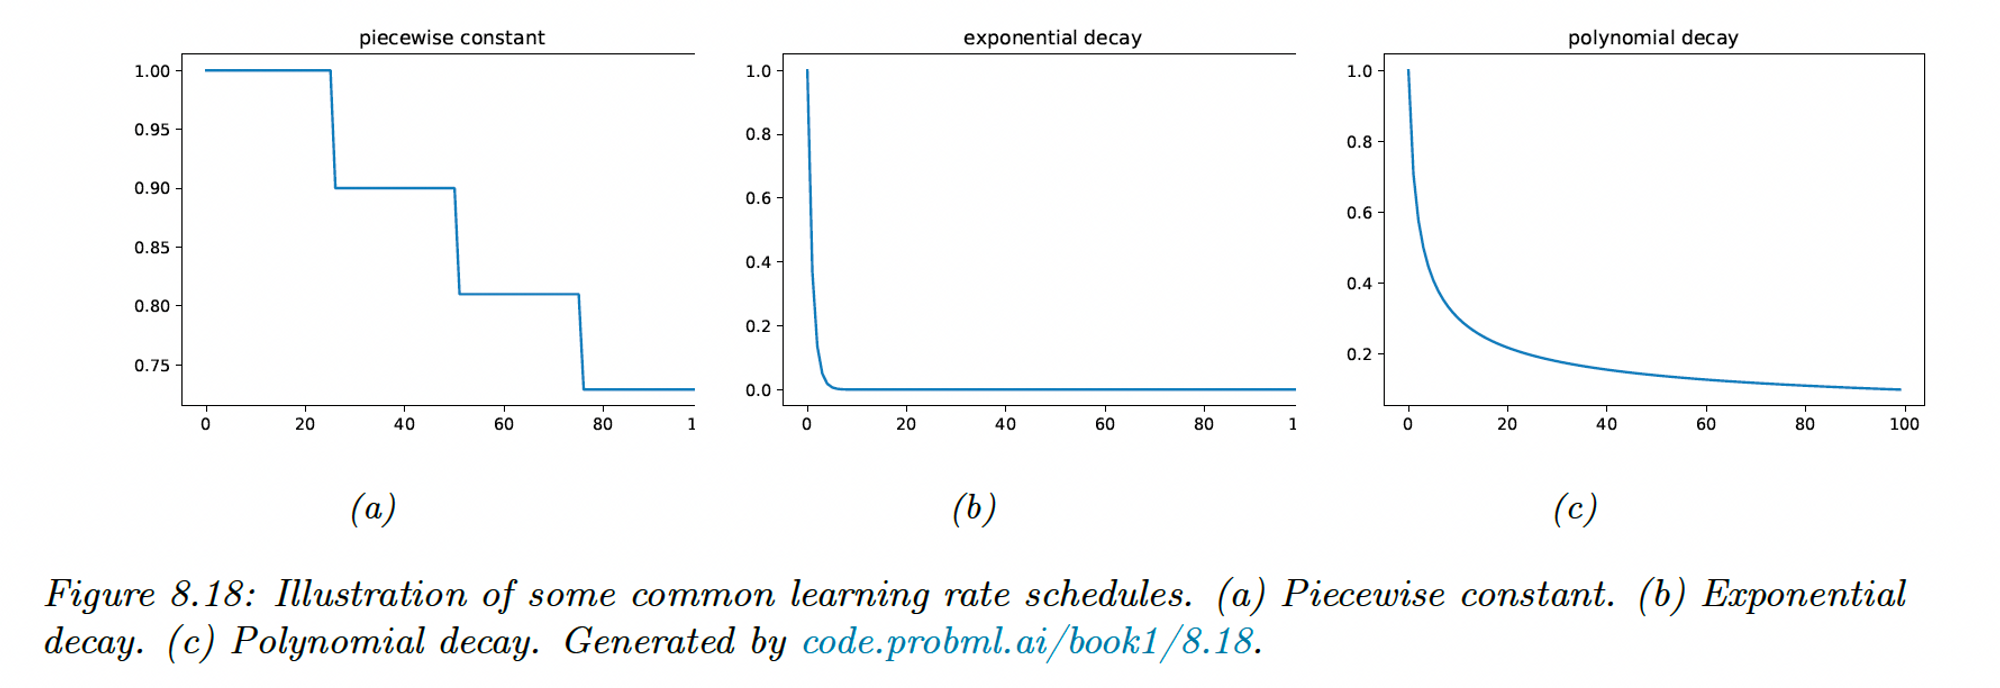 piecewise constant
1.00
0.95
0.90
0.85
0.80
0.75
0 20 40 60 80 1
(a)
exponential decay
1.0
0.8
0.6
0.4
0.2
0.0
0 20 40 60 80 1
(b)
polynomial decay
1.0
0.8
0.6
0.4
0.2
0 20 40 60 80 100
(c)
Figure 8.18: Illustration of some common learning rate schedules. (a) Piecewise constant. (b) Exponential
decay. (c) Polynomial decay. Generated by code.probml.ai/book1/8.18.